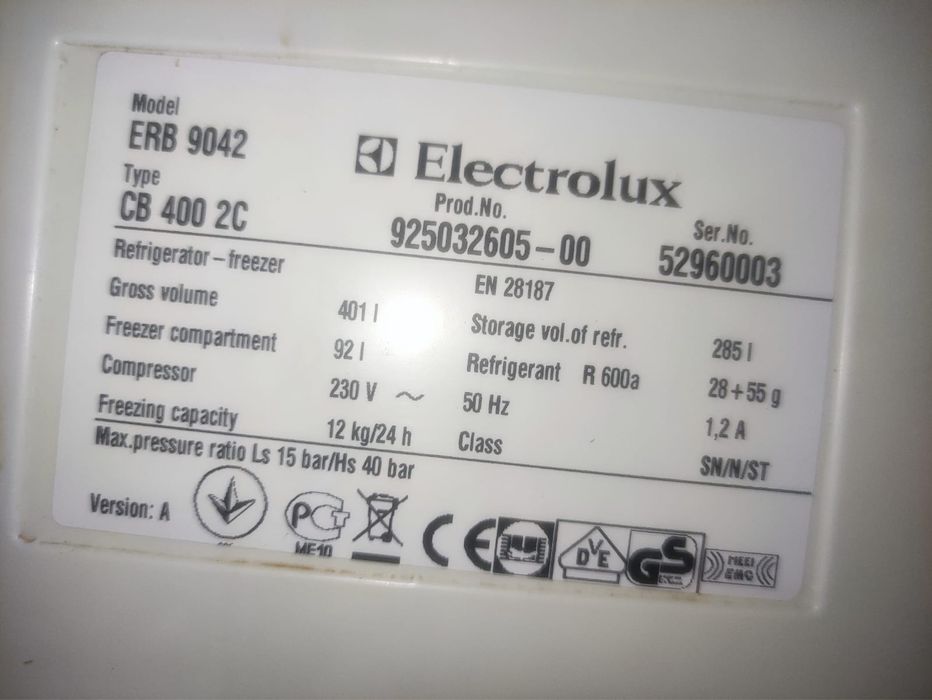 Model
ERB 9042
Electrolux
Type
CB 400 2C
Prod.No.
925032605-00
Ser.No.
52960003
Refrigerator-freezer
EN 28187
Gross volume 401 l
Storage vol.of refr. 285 l
Freezer compartment 92 l
Refrigerant R 600a 28+55 g
Compressor 230 V ~ 50 Hz 1,2 A
Freezing capacity 12 kg/24 h
Class SN/N/ST
Max.pressure ratio Ls 15 bar/Hs 40 bar
Version: A
PCT
ME10
CE
DVE
GS
EMC